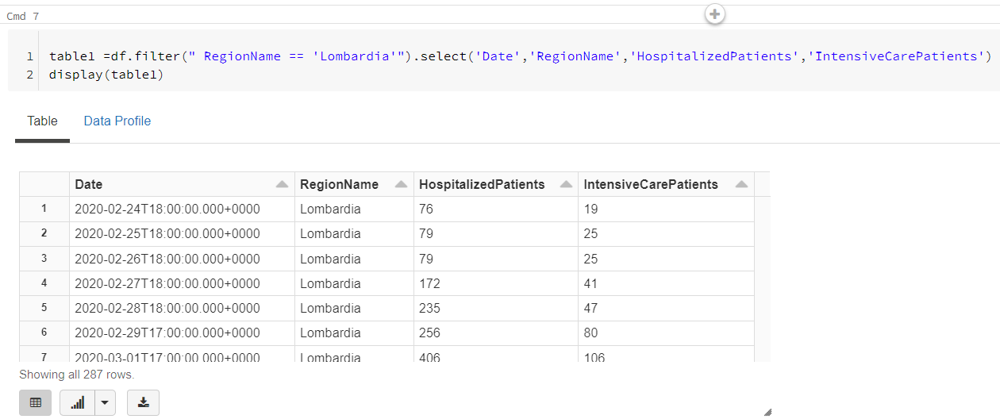 Cmd 7
1 table1 =df.filter(" RegionName == 'Lombardia'").select('Date','RegionName','HospitalizedPatients','IntensiveCarePatients')
2 display(table1)
Table Data Profile
Date RegionName HospitalizedPatients IntensiveCarePatients
1 2020-02-24T18:00:00.000+0000 Lombardia 76 19
2 2020-02-25T18:00:00.000+0000 Lombardia 79 25
3 2020-02-26T18:00:00.000+0000 Lombardia 79 25
4 2020-02-27T18:00:00.000+0000 Lombardia 172 41
5 2020-02-28T18:00:00.000+0000 Lombardia 235 47
6 2020-02-29T17:00:00.000+0000 Lombardia 256 80
7 2020-03-01T17:00:00.000+0000 Lombardia 406 106
Showing all 287 rows.